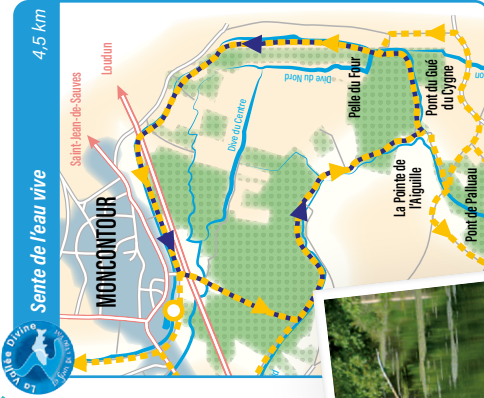 La Vallée Divine
Sente de l'eau vive
4,5 km
Saint-Jean-de-Sauves
Loudun
MONCONTOUR
Dive du Centre
Dive du Nord
Pelle du Four
Pont du Gué
du Cygne
La Pointe de
l'Aiguille
Pont de Palluau